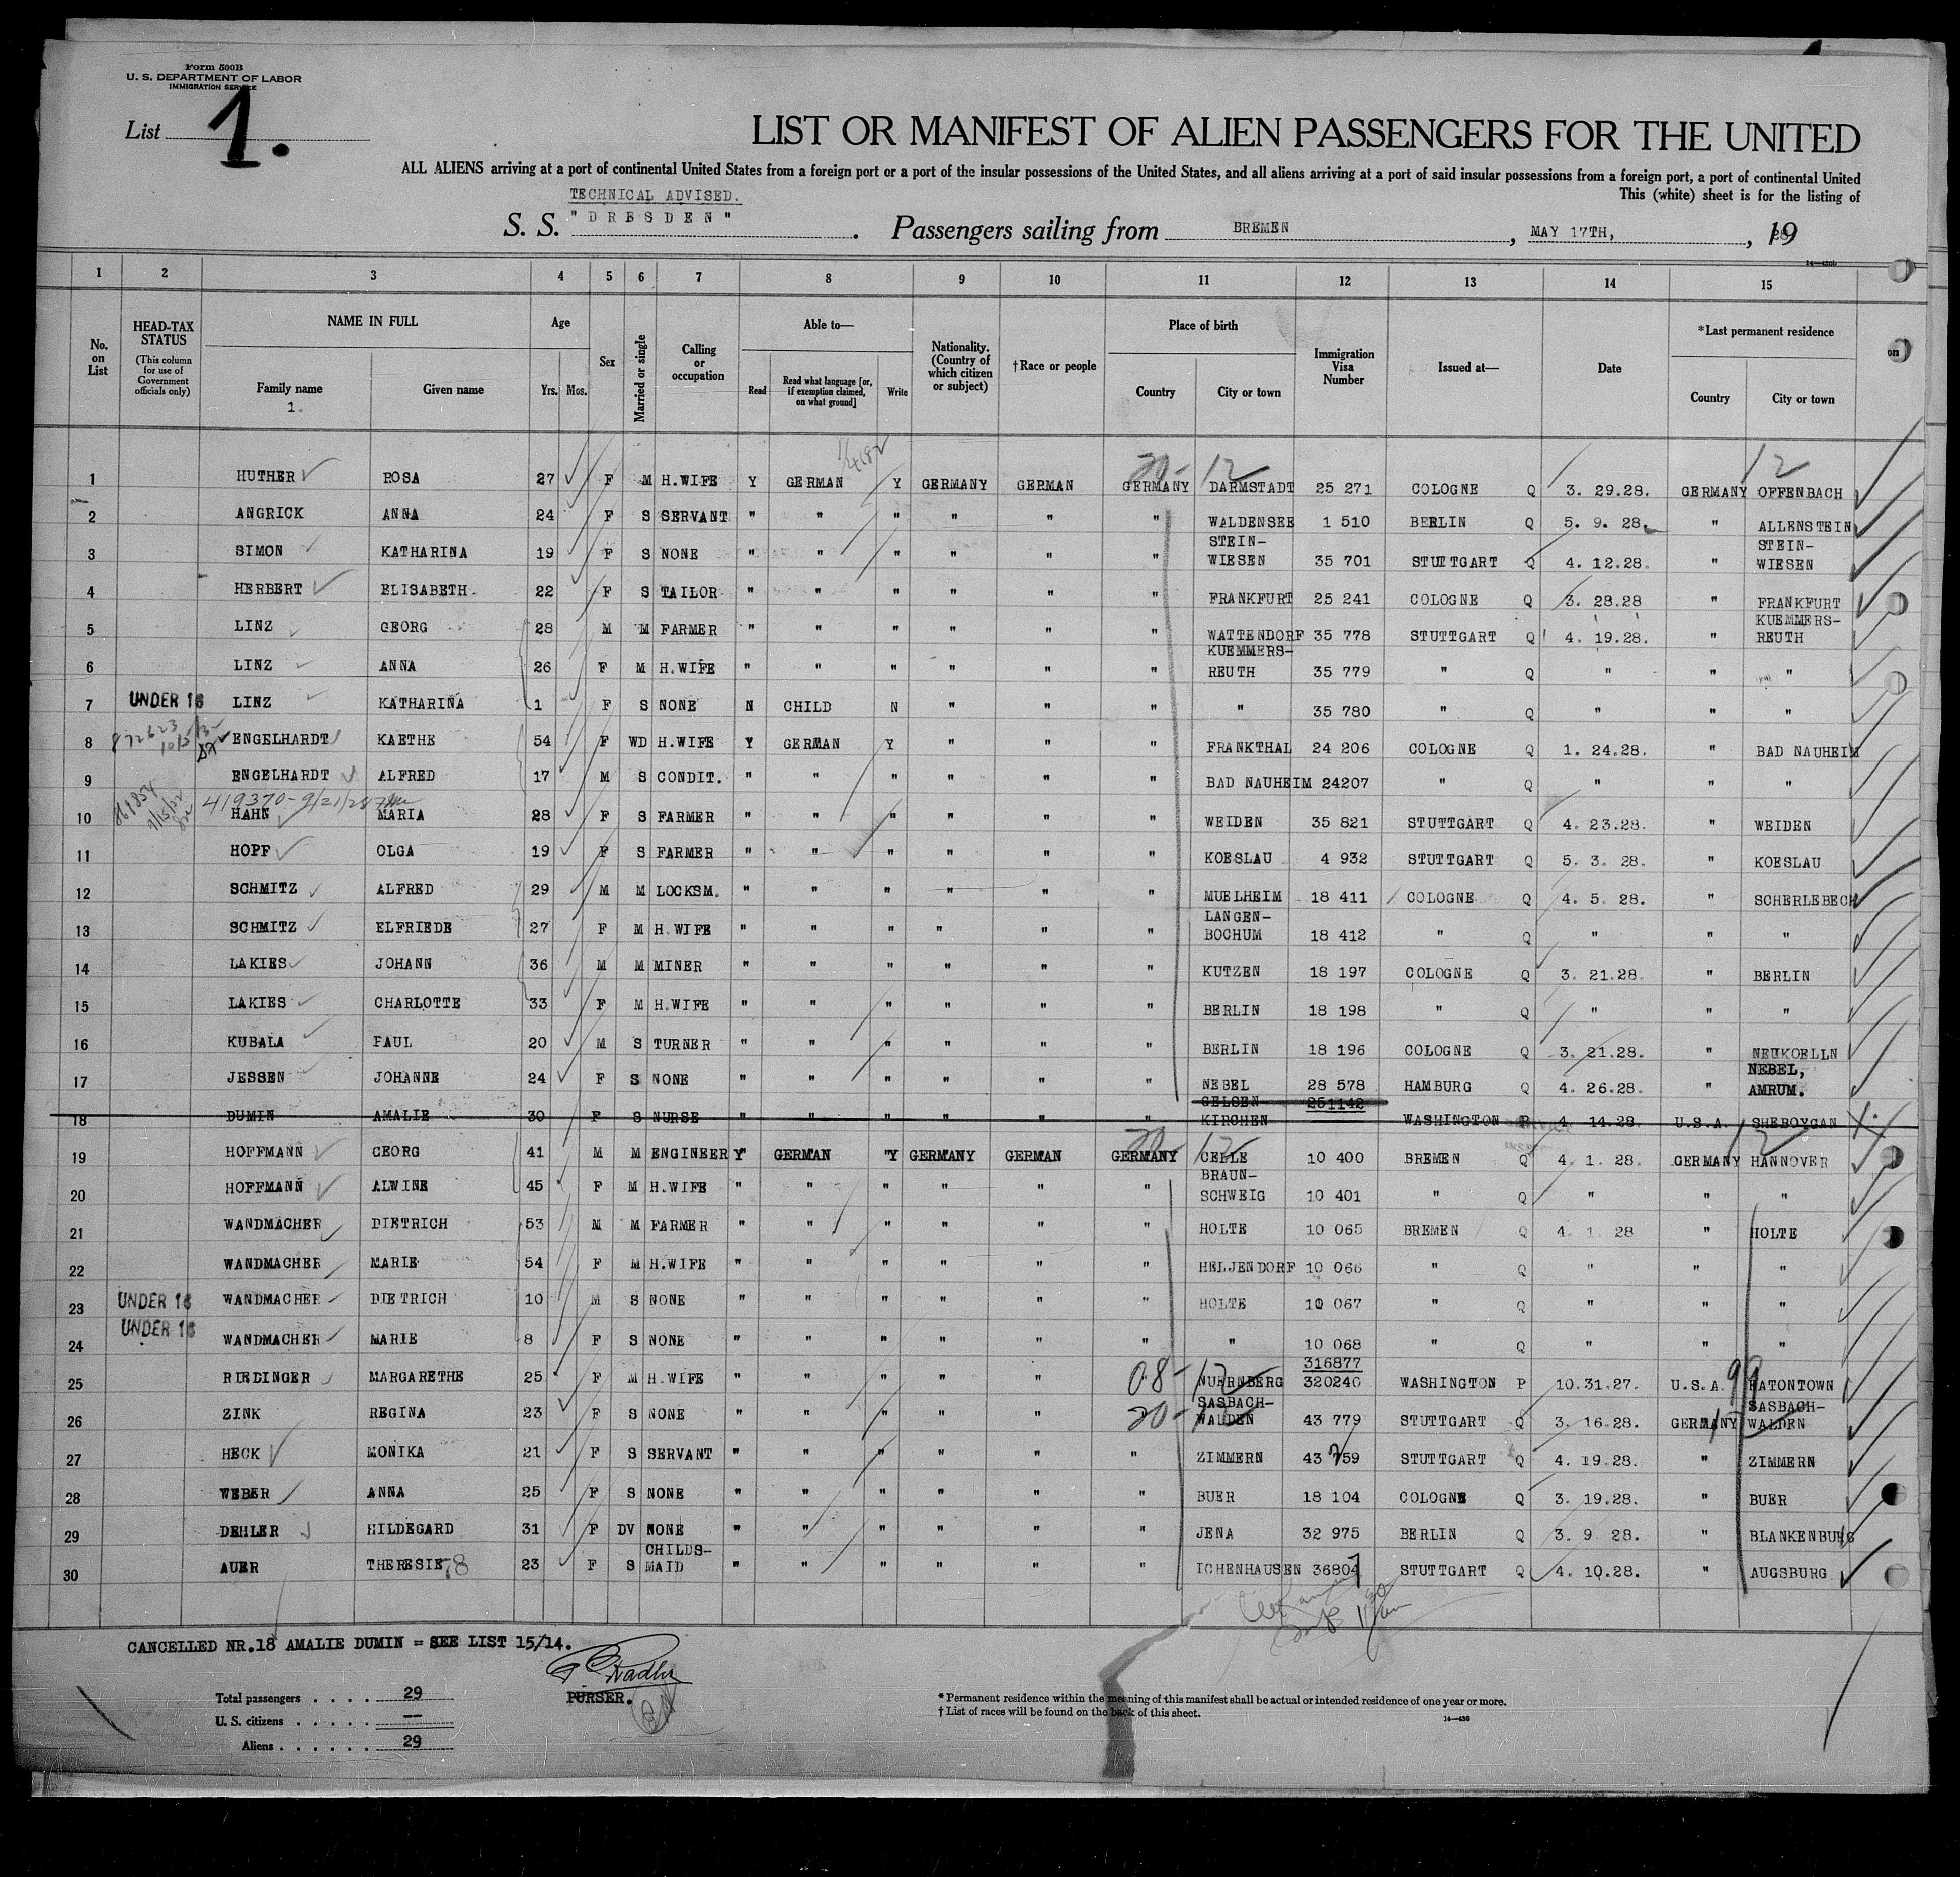 Form 500B
U. S. DEPARTMENT OF LABOR
IMMIGRATION SERVICE
List 1.
LIST OR MANIFEST OF ALIEN PASSENGERS FOR THE UNITED
ALL ALIENS arriving at a port of continental United States from a foreign port or a port of the insular possessions of the United States, and all aliens arriving at a port of said insular possessions from a foreign port, a port of continental United
This (white) sheet is for the listing of
TECHNICAL ADVISED.
S. S. "DRESDEN". Passengers sailing from BREMEN, MAY 17TH, , 19
14—430b
1 2 3 4 5 6 7 8 9 10 11 12 13 14 15
No. on List
HEAD-TAX STATUS
(This column for use of Government officials only)
NAME IN FULL
Family name
1.
Given name
Age
Yrs. Mos.
Sex
Married or single
Calling or occupation
Able to—
Read
Read what language [or, if exemption claimed, on what ground]
Write
Nationality. (Country of which citizen or subject)
†Race or people
Place of birth
Country
City or town
Immigration Visa Number
Issued at—
Date
*Last permanent residence
Country
City or town
on
20- 12 12
1 HUTHER ROSA 27 F M H.WIFE Y GERMAN Y GERMANY GERMAN GERMANY DARMSTADT 25 271 COLOGNE Q 3. 29.28. GERMANY OFFENBACH
2 ANGRICK ANNA 24 F S SERVANT " " " " " " WALDENSEE 1 510 BERLIN Q 5. 9. 28. " ALLENSTEIN
3 SIMON KATHARINA 19 F S NONE " " " " " " STEIN-WIESEN 35 701 STUTTGART Q 4. 12.28. " STEIN-WIESEN
4 HERBERT ELISABETH 22 F S TAILOR " " " " " " FRANKFURT 25 241 COLOGNE Q 3. 28.28 " FRANKFURT
5 LINZ GEORG 28 M M FARMER " " " " " " WATTENDORF 35 778 STUTTGART Q 4. 19.28. " KUEMMERS-REUTH
6 LINZ ANNA 26 F M H.WIFE " " " " " " KUEMMERS-REUTH 35 779 " Q " " "
7 UNDER 16 LINZ KATHARINA 1 F S NONE N CHILD N " " " " 35 780 " Q " " "
8 872623 ENGELHARDT KAETHE 54 F WD H.WIFE Y GERMAN Y " " " FRANKTHAL 24 206 COLOGNE Q 1. 24.28. " BAD NAUHEIM
9 ENGELHARDT ALFRED 17 M S CONDIT. " " " " " " BAD NAUHEIM 24207 " Q " " "
419370-9/21/28
10 HAHN MARIA 28 F S FARMER " " " " " " WEIDEN 35 821 STUTTGART Q 4. 23.28. " WEIDEN
11 HOPF OLGA 19 F S FARMER " " " " " " KOESLAU 4 932 STUTTGART Q 5. 3. 28. " KOESLAU
12 SCHMITZ ALFRED 29 M M LOCKSM. " " " " " " MUELHEIM 18 411 COLOGNE Q 4. 5. 28. " SCHERLEBECK
13 SCHMITZ ELFRIEDE 27 F M H.WIFE " " " " " " LANGEN-BOCHUM 18 412 " Q " " "
14 LAKIES JOHANN 36 M M MINER " " " " " " KUTZEN 18 197 COLOGNE Q 3. 21.28. " BERLIN
15 LAKIES CHARLOTTE 33 F M H.WIFE " " " " " " BERLIN 18 198 " Q " " "
16 KUBALA PAUL 20 M S TURNER " " " " " " BERLIN 18 196 COLOGNE Q 3. 21.28. " NEUKOELLN
17 JESSEN JOHANNE 24 F S NONE " " " " " " NEBEL 28 578 HAMBURG Q 4. 26.28. " NEBEL, AMRUM.
18 DUMIN AMALIE 30 F S NURSE " " " " " " GELSEN KIRCHEN 251142 WASHINGTON R 4. 14.28. U.S.A. SHEBOYGAN
20 12 12
19 HOFFMANN GEORG 41 M M ENGINEER Y GERMAN Y GERMANY GERMAN GERMANY CELLE 10 400 BREMEN Q 4. 1. 28. GERMANY HANNOVER
20 HOFFMANN ALWINE 45 F M H.WIFE " " " " " " BRAUN-SCHWEIG 10 401 " Q " " "
21 WANDMACHER DIETRICH 53 M M FARMER " " " " " " HOLTE 10 065 BREMEN Q 4. 1 28 " HOLTE
22 WANDMACHER MARIE 54 F M H.WIFE " " " " " " HELJENDORF 10 066 " Q " " "
23 UNDER 16 WANDMACHER DIETRICH 10 M S NONE " " " " " " HOLTE 10 067 " Q " " "
24 UNDER 16 WANDMACHER MARIE 8 F S NONE " " " " " " " 10 068 " Q " " "
25 RIEDINGER MARGARETHE 25 F M H.WIFE " " " " " 08-12 NUERNBERG 316877 320240 WASHINGTON P 10.31.27. U.S.A. 99 EATONTOWN
26 ZINK REGINA 23 F S NONE " " " " " 20-12 SASBACH-WALDEN 43 779 STUTTGART Q 3. 16.28. GERMANY 12 SASBACH-WALDEN
27 HECK MONIKA 21 F S SERVANT " " " " " " ZIMMERN 43 759 STUTTGART Q 4. 19.28. " ZIMMERN
28 WEBER ANNA 25 F S NONE " " " " " " BUER 18 104 COLOGNE Q 3. 19.28. " BUER
29 DEHLER HILDEGARD 31 F DV NONE " " " " " " JENA 32 975 BERLIN Q 3. 9 28. " BLANKENBURG
30 AUER THERESIE 78 23 F S CHILDS-MAID " " " " " " ICHENHAUSEN 36804 STUTTGART Q 4. 10.28. " AUGSBURG
CANCELLED NR.18 AMALIE DUMIN = SEE LIST 15/14.
PURSER.
Total passengers . . . . 29
U. S. citizens . . . . . —
Aliens . . . . . . 29
* Permanent residence within the meaning of this manifest shall be actual or intended residence of one year or more.
† List of races will be found on the back of this sheet.
14—430